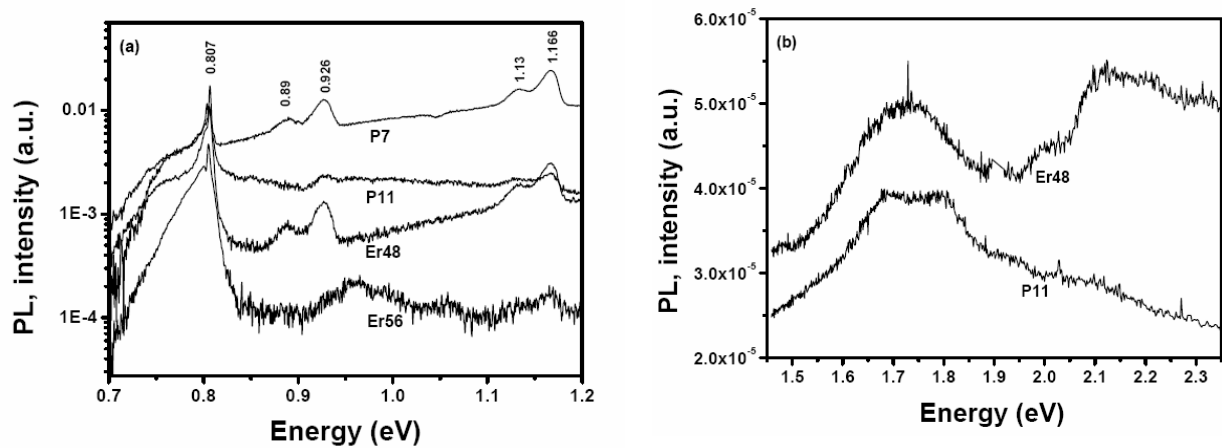 (a)
0.807
0.89
0.926
1.13
1.166
0.01
1E-3
1E-4
P7
P11
Er48
Er56
0.7 0.8 0.9 1.0 1.1 1.2
Energy (eV)
PL, intensity (a.u.)
(b)
6.0x10⁻⁵
5.0x10⁻⁵
4.0x10⁻⁵
3.0x10⁻⁵
2.0x10⁻⁵
Er48
P11
1.5 1.6 1.7 1.8 1.9 2.0 2.1 2.2 2.3
Energy (eV)
PL, intensity (a.u.)